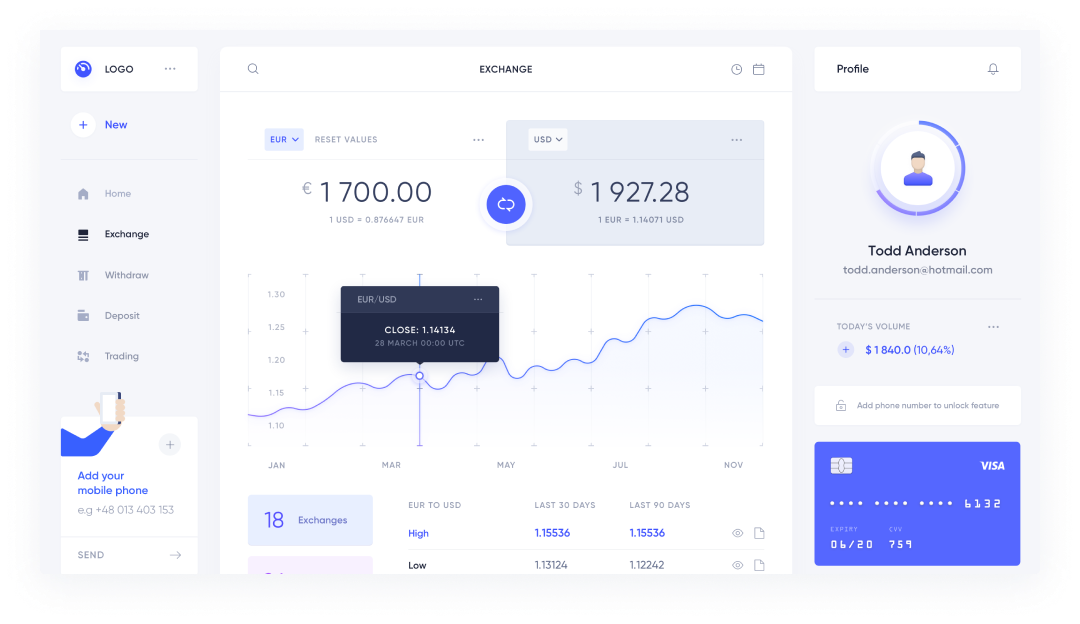 LOGO
New
Home
Exchange
Withdraw
Deposit
Trading
Add your
mobile phone
e.g +48 013 403 153
SEND
EXCHANGE
EUR RESET VALUES
€ 1 700.00
1 USD = 0.876647 EUR
USD
$ 1 927.28
1 EUR = 1.14071 USD
1.30
1.25
1.20
1.15
1.10
EUR/USD
CLOSE: 1.14134
28 MARCH 00:00 UTC
JAN MAR MAY JUL NOV
18 Exchanges
EUR TO USD LAST 30 DAYS LAST 90 DAYS
High 1.15536 1.15536
Low 1.13124 1.12242
Profile
Todd Anderson
todd.anderson@hotmail.com
TODAY'S VOLUME
$ 1 840.0 (10,64%)
Add phone number to unlock feature
VISA
•••• •••• •••• 6132
EXPIRY CVV
06/20 759